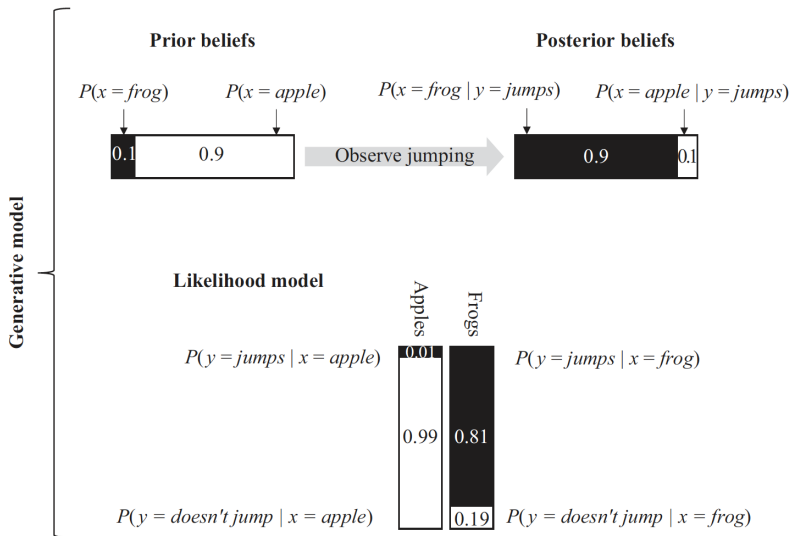 Prior beliefs
Posterior beliefs
P(x = frog)
P(x = apple)
P(x = frog | y = jumps)
P(x = apple | y = jumps)
0.1
0.9
Observe jumping
0.9
0.1
Generative model
Likelihood model
Apples
Frogs
P(y = jumps | x = apple)
0.01
P(y = jumps | x = frog)
0.99
0.81
P(y = doesn't jump | x = apple)
0.19
P(y = doesn't jump | x = frog)